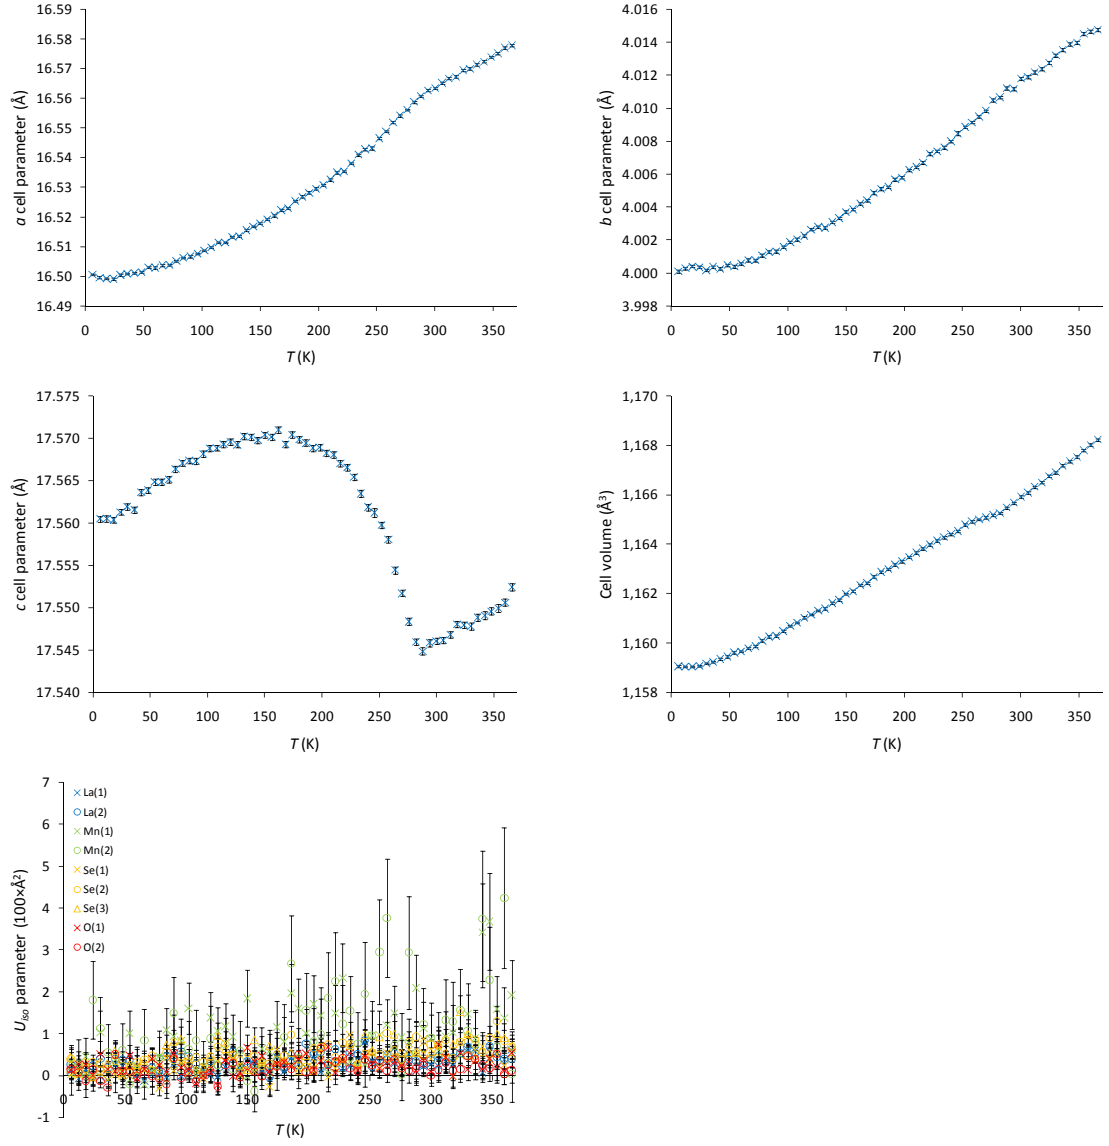 16.59
16.58
16.57
16.56
16.55
16.54
16.53
16.52
16.51
16.50
16.49
a cell parameter (Å)
0 50 100 150 200 250 300 350
T (K)
4.016
4.014
4.012
4.010
4.008
4.006
4.004
4.002
4.000
3.998
b cell parameter (Å)
0 50 100 150 200 250 300 350
T (K)
17.575
17.570
17.565
17.560
17.555
17.550
17.545
17.540
c cell parameter (Å)
0 50 100 150 200 250 300 350
T (K)
1,170
1,168
1,166
1,164
1,162
1,160
1,158
Cell volume (Å³)
0 50 100 150 200 250 300 350
T (K)
7
6
5
4
3
2
1
0
-1
Uiso parameter (100×Å²)
La(1)
La(2)
Mn(1)
Mn(2)
Se(1)
Se(2)
Se(3)
O(1)
O(2)
0 50 100 150 200 250 300 350
T (K)